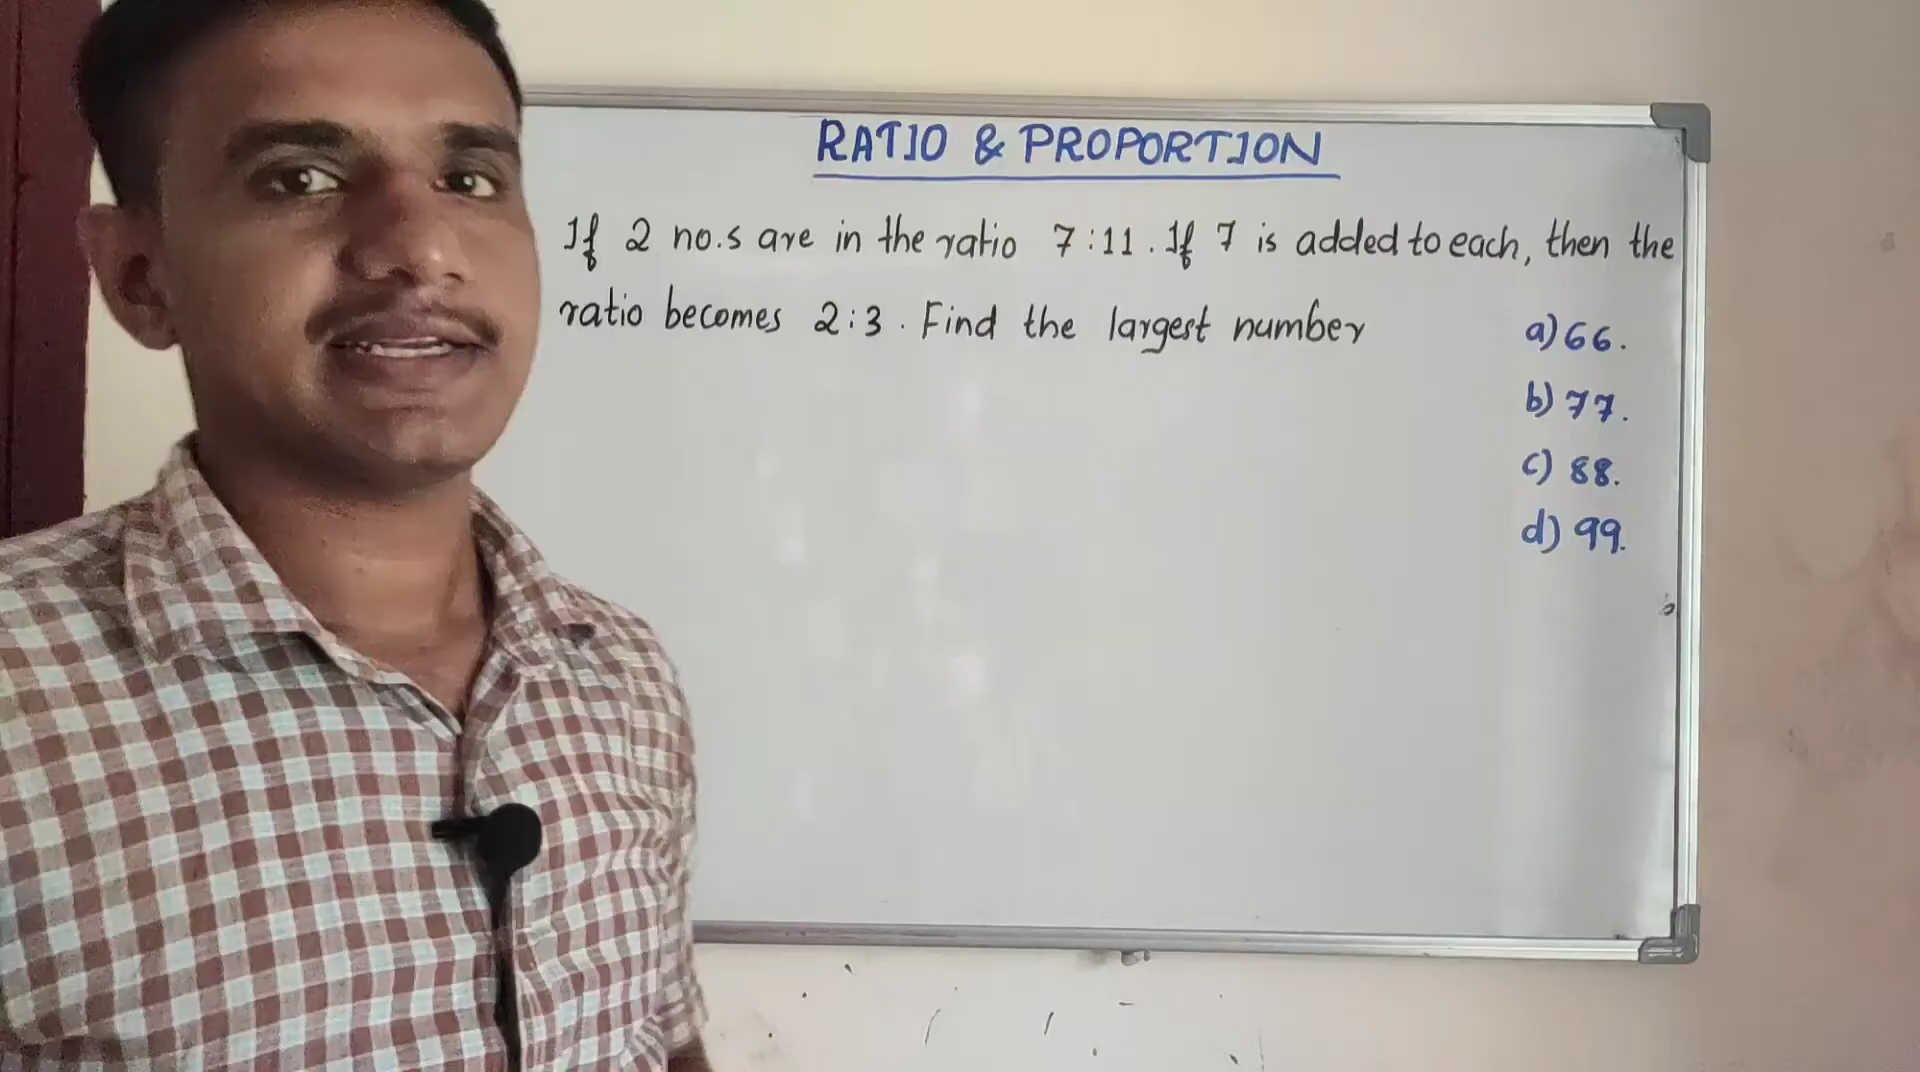 RATIO & PROPORTION
If 2 no.s are in the ratio 7:11. If 7 is added to each, then the
ratio becomes 2:3. Find the largest number
a) 66.
b) 77.
c) 88.
d) 99.